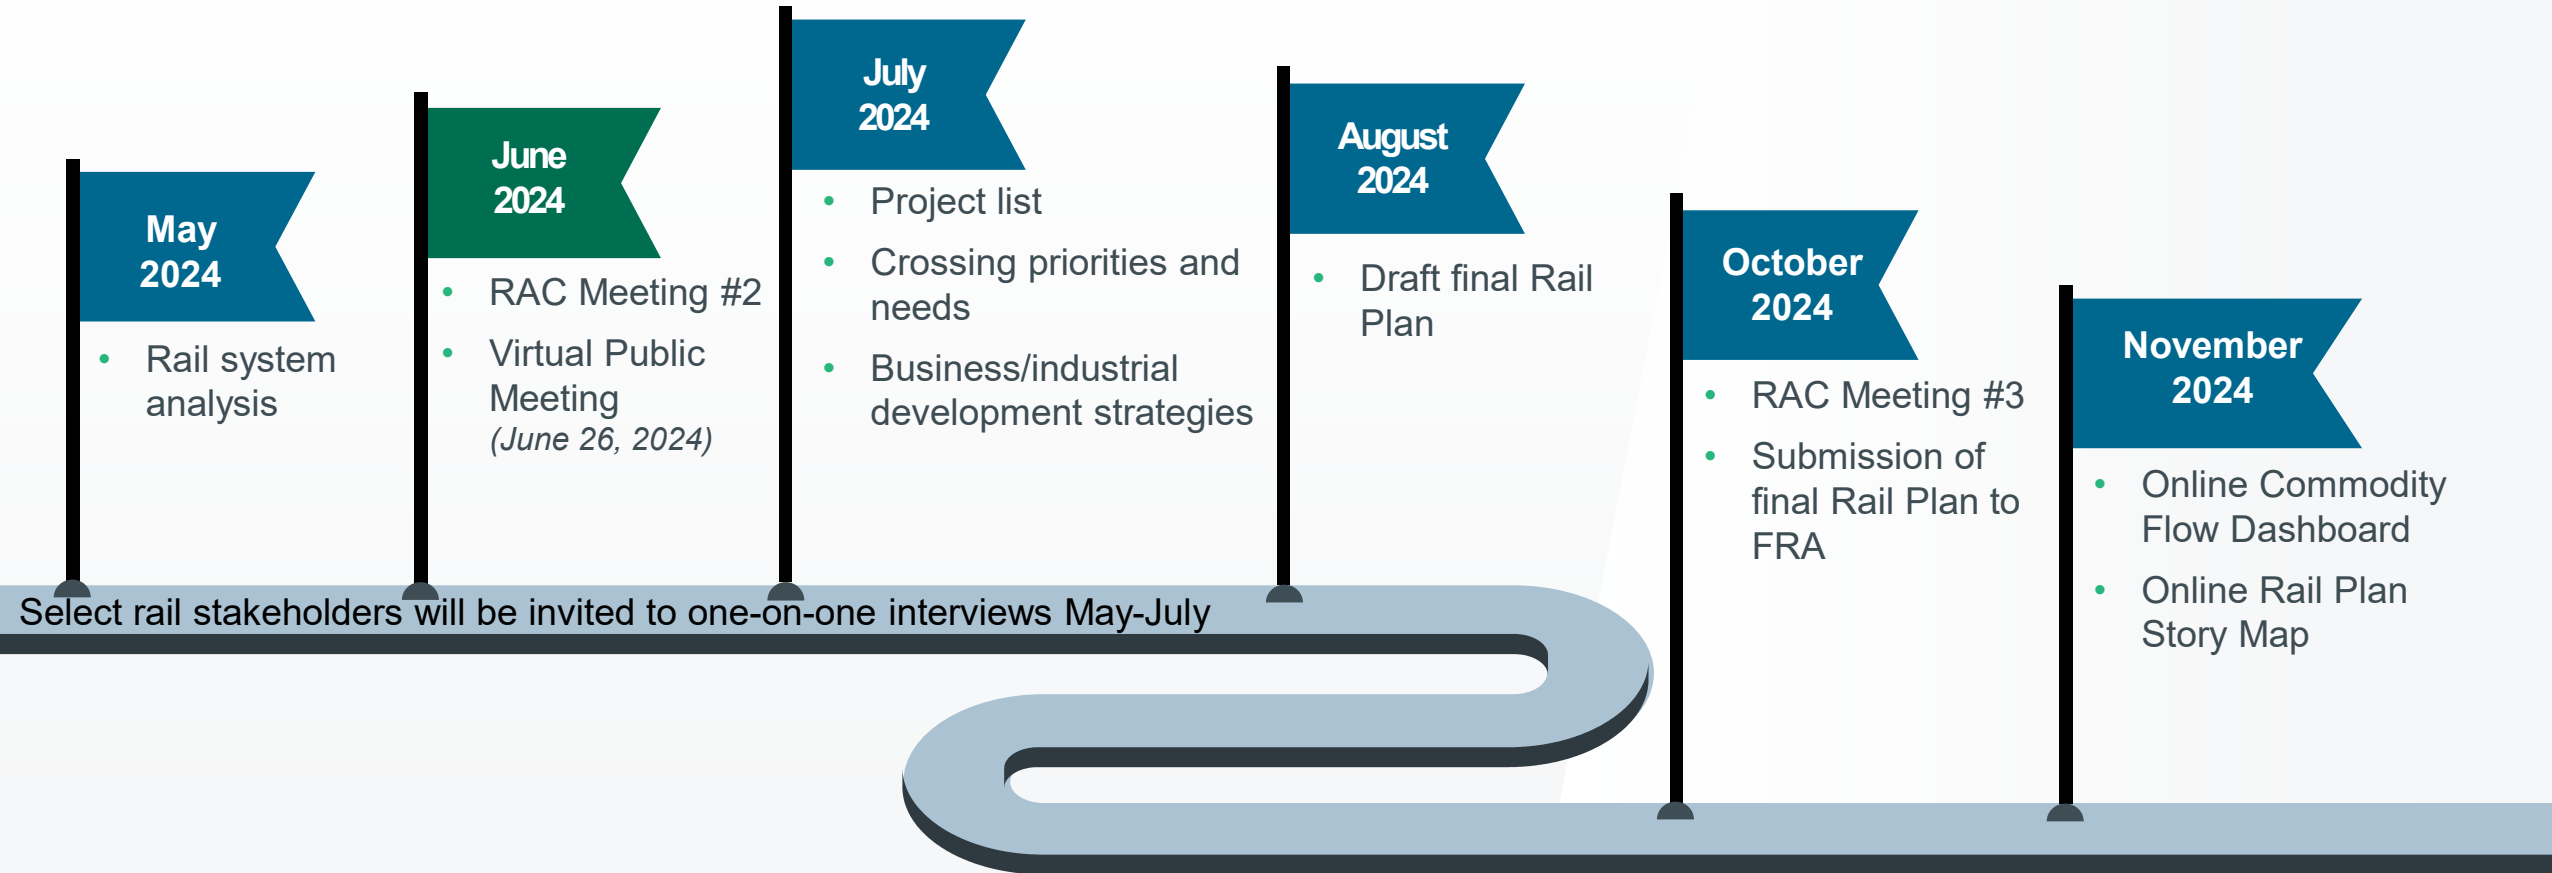 May
2024
• Rail system
analysis
June
2024
• RAC Meeting #2
• Virtual Public
Meeting
(June 26, 2024)
July
2024
• Project list
• Crossing priorities and
needs
• Business/industrial
development strategies
August
2024
• Draft final Rail
Plan
October
2024
• RAC Meeting #3
• Submission of
final Rail Plan to
FRA
November
2024
• Online Commodity
Flow Dashboard
• Online Rail Plan
Story Map
Select rail stakeholders will be invited to one-on-one interviews May-July